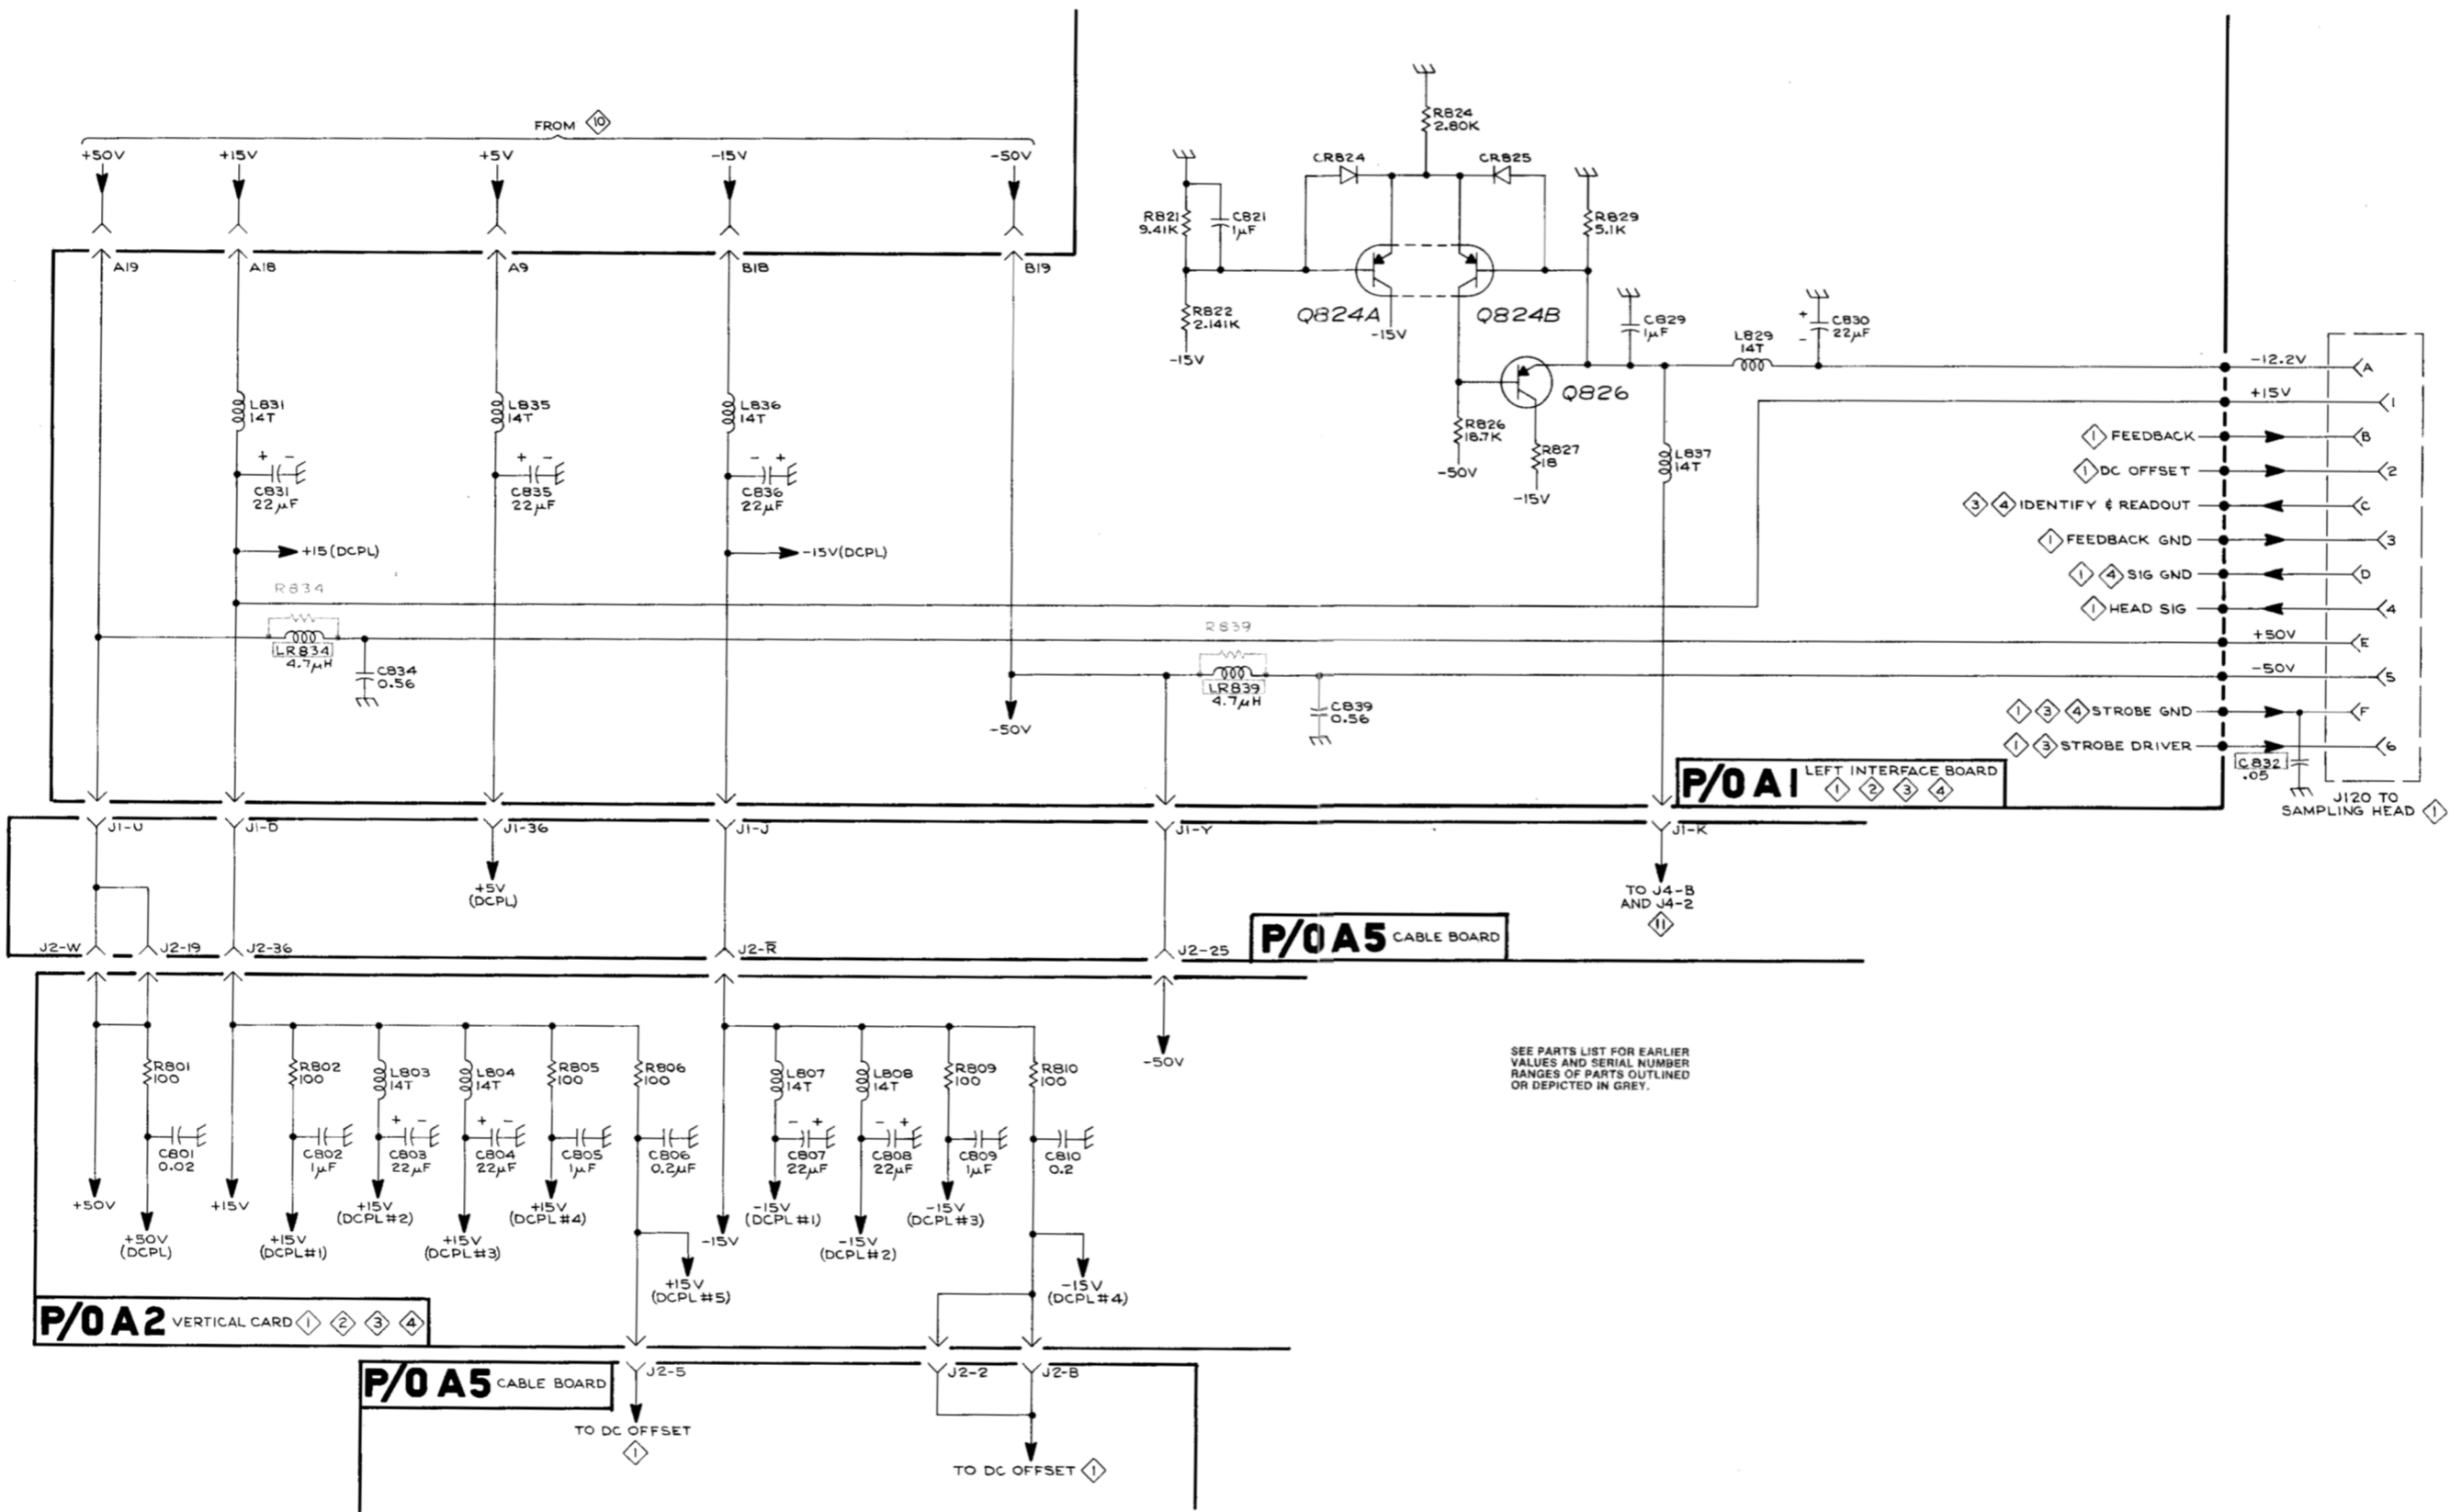 FROM 10
+50V
+15V
+5V
-15V
-50V
A19
A18
A9
B18
B19
R824
2.80K
CR824
CR825
R821
9.41K
C821
1µF
R829
5.1K
R822
2.141K
-15V
Q824A
-15V
Q824B
C829
1µF
L829
14T
+
-
C830
22µF
Q826
R826
18.7K
-50V
R827
18
-15V
L837
14T
L831
14T
L835
14T
L836
14T
+ -
C831
22µF
+ -
C835
22µF
- +
C836
22µF
+15(DCPL)
-15V(DCPL)
R834
LR834
4.7µH
C834
0.56
R839
LR839
4.7µH
C839
0.56
-50V
-12.2V
A
+15V
1
1 FEEDBACK
B
1 DC OFFSET
2
3 4 IDENTIFY & READOUT
C
1 FEEDBACK GND
3
1 4 SIG GND
D
1 HEAD SIG
4
+50V
E
-50V
5
1 3 4 STROBE GND
F
1 3 STROBE DRIVER
6
C832
.05
J120 TO
SAMPLING HEAD 1
P/O A1 LEFT INTERFACE BOARD
1 2 3 4
J1-U
J1-D
J1-36
J1-J
J1-Y
J1-K
+5V
(DCPL)
TO J4-B
AND J4-2
11
P/O A5 CABLE BOARD
J2-W
J2-19
J2-36
J2-R̅
J2-25
-50V
R801
100
R802
100
L803
14T
L804
14T
R805
100
R806
100
L807
14T
L808
14T
R809
100
R810
100
C801
0.02
C802
1µF
+ -
C803
22µF
+ -
C804
22µF
C805
1µF
C806
0.2µF
- +
C807
22µF
- +
C808
22µF
C809
1µF
C810
0.2
+50V
+50V
(DCPL)
+15V
+15V
(DCPL#1)
+15V
(DCPL#2)
+15V
(DCPL#3)
+15V
(DCPL#4)
+15V
(DCPL#5)
-15V
-15V
(DCPL#1)
-15V
(DCPL#2)
-15V
(DCPL#3)
-15V
(DCPL#4)
SEE PARTS LIST FOR EARLIER
VALUES AND SERIAL NUMBER
RANGES OF PARTS OUTLINED
OR DEPICTED IN GREY.
P/O A2 VERTICAL CARD 1 2 3 4
P/O A5 CABLE BOARD
J2-5
J2-2
J2-B
TO DC OFFSET
1
TO DC OFFSET 1